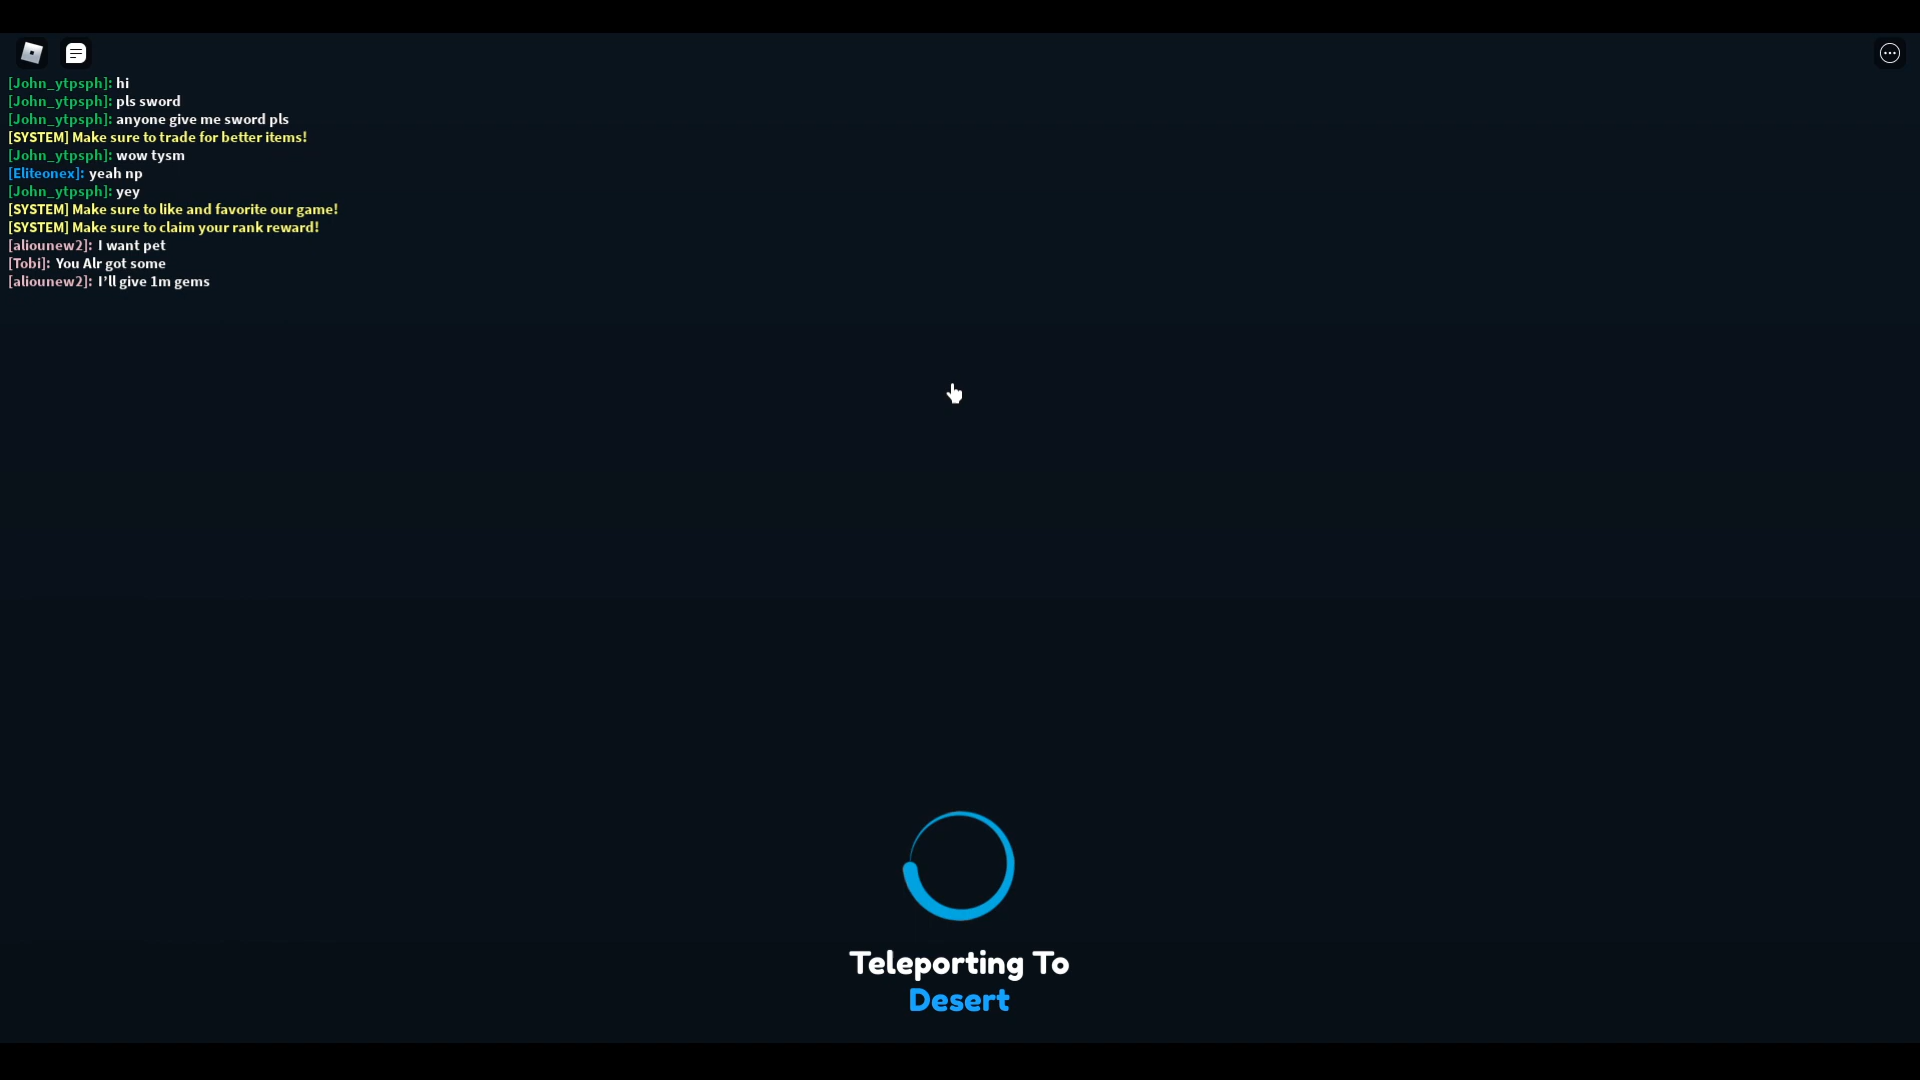 [John_ytpsph]: hi
[John_ytpsph]: pls sword
[John_ytpsph]: anyone give me sword pls
[SYSTEM] Make sure to trade for better items!
[John_ytpsph]: wow tysm
[Eliteonex]: yeah np
[John_ytpsph]: yey
[SYSTEM] Make sure to like and favorite our game!
[SYSTEM] Make sure to claim your rank reward!
[aliounew2]: I want pet
[Tobi]: You Alr got some
[aliounew2]: I’ll give 1m gems
Teleporting To
Desert